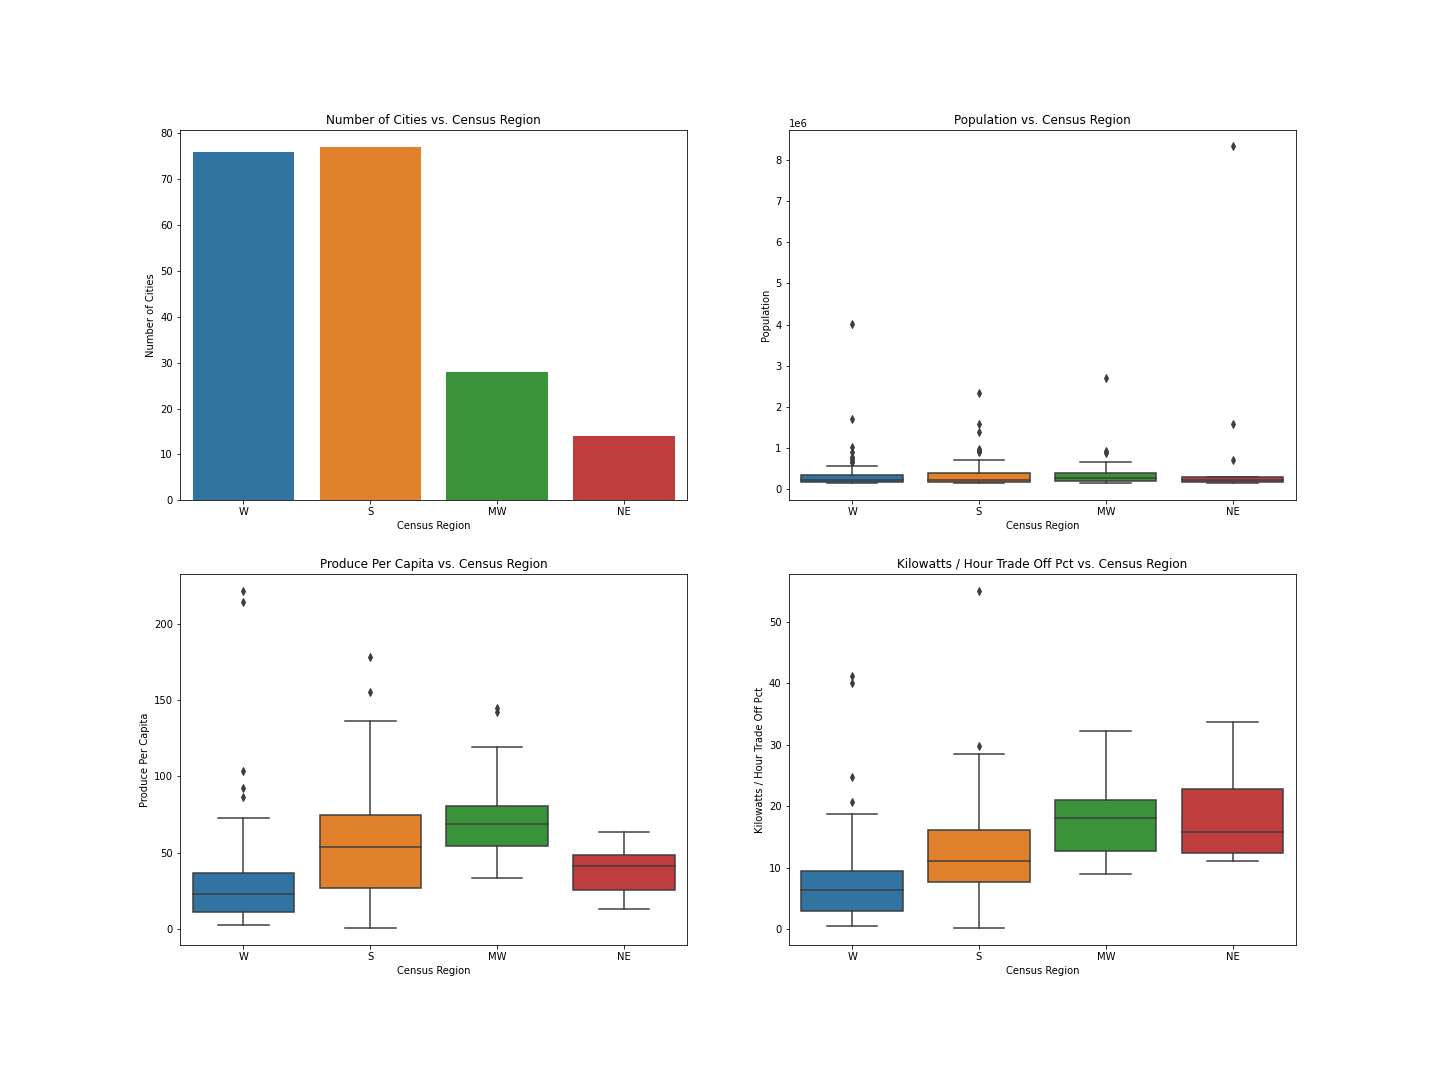 Number of Cities vs. Census Region
80
70
60
50
40
30
20
10
0
Number of Cities
W S MW NE
Census Region
Population vs. Census Region
1e6
8
7
6
5
4
3
2
1
0
Population
W S MW NE
Census Region
Produce Per Capita vs. Census Region
200
150
100
50
0
Produce Per Capita
W S MW NE
Census Region
Kilowatts / Hour Trade Off Pct vs. Census Region
50
40
30
20
10
0
Kilowatts / Hour Trade Off Pct
W S MW NE
Census Region